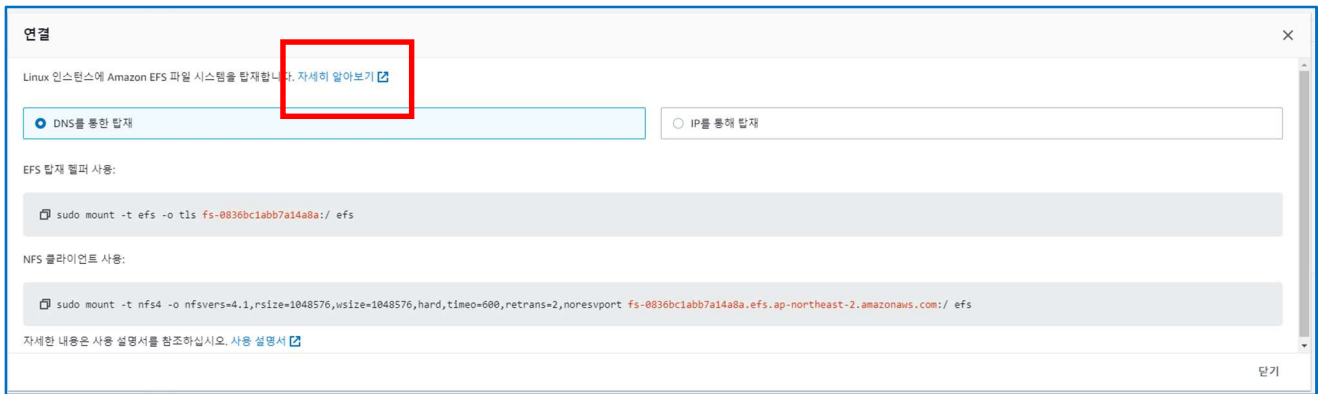 연결
Linux 인스턴스에 Amazon EFS 파일 시스템을 탑재합니다. 자세히 알아보기
DNS를 통한 탑재
IP를 통해 탑재
EFS 탑재 헬퍼 사용:
sudo mount -t efs -o tls fs-0836bc1abb7a14a8a:/ efs
NFS 클라이언트 사용:
sudo mount -t nfs4 -o nfsvers=4.1,rsize=1048576,wsize=1048576,hard,timeo=600,retrans=2,noresvport fs-0836bc1abb7a14a8a.efs.ap-northeast-2.amazonaws.com:/ efs
자세한 내용은 사용 설명서를 참조하십시오. 사용 설명서
닫기